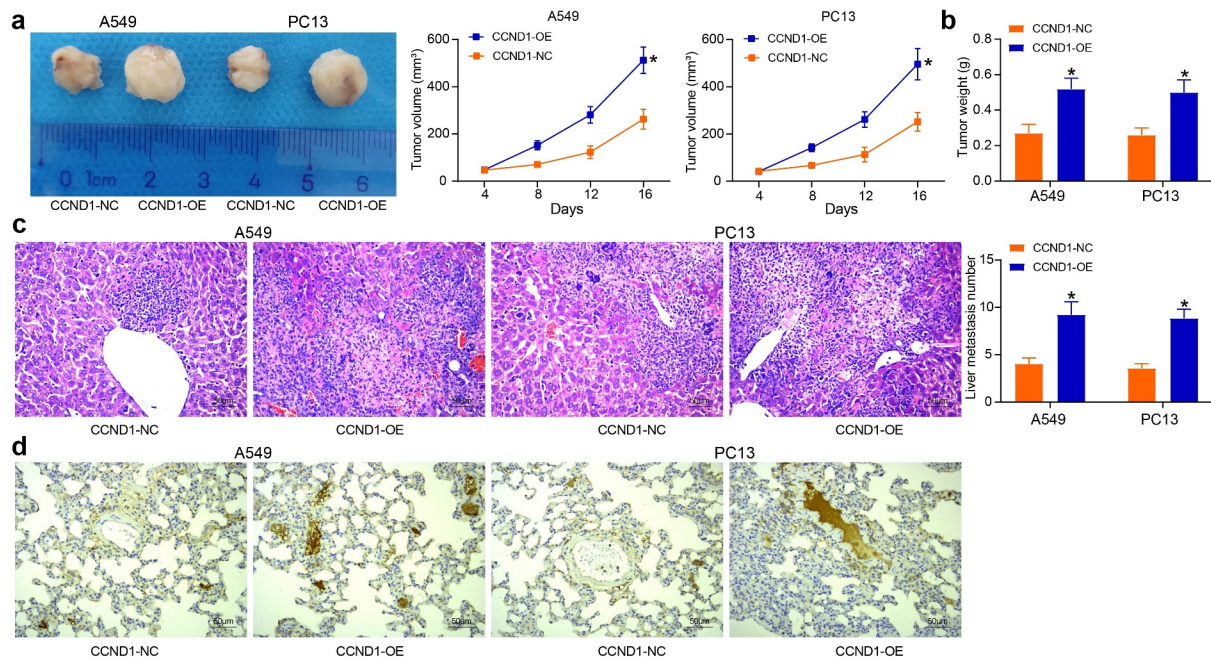 a
A549
PC13
0 1cm 2 3 4 5 6
CCND1-NC
CCND1-OE
CCND1-NC
CCND1-OE
A549
CCND1-OE
CCND1-NC
Tumor volume (mm³)
600
400
200
0
4 8 12 16
Days
*
PC13
CCND1-OE
CCND1-NC
Tumor volume (mm³)
600
400
200
0
4 8 12 16
Days
*
b
CCND1-NC
CCND1-OE
Tumor weight (g)
0.8
0.6
0.4
0.2
0.0
* *
A549 PC13
c
A549
PC13
50μm
50μm
50μm
50μm
CCND1-NC
CCND1-OE
CCND1-NC
CCND1-OE
CCND1-NC
CCND1-OE
Liver metastasis number
15
10
5
0
* *
A549 PC13
d
A549
PC13
50μm
50μm
50μm
50μm
CCND1-NC
CCND1-OE
CCND1-NC
CCND1-OE